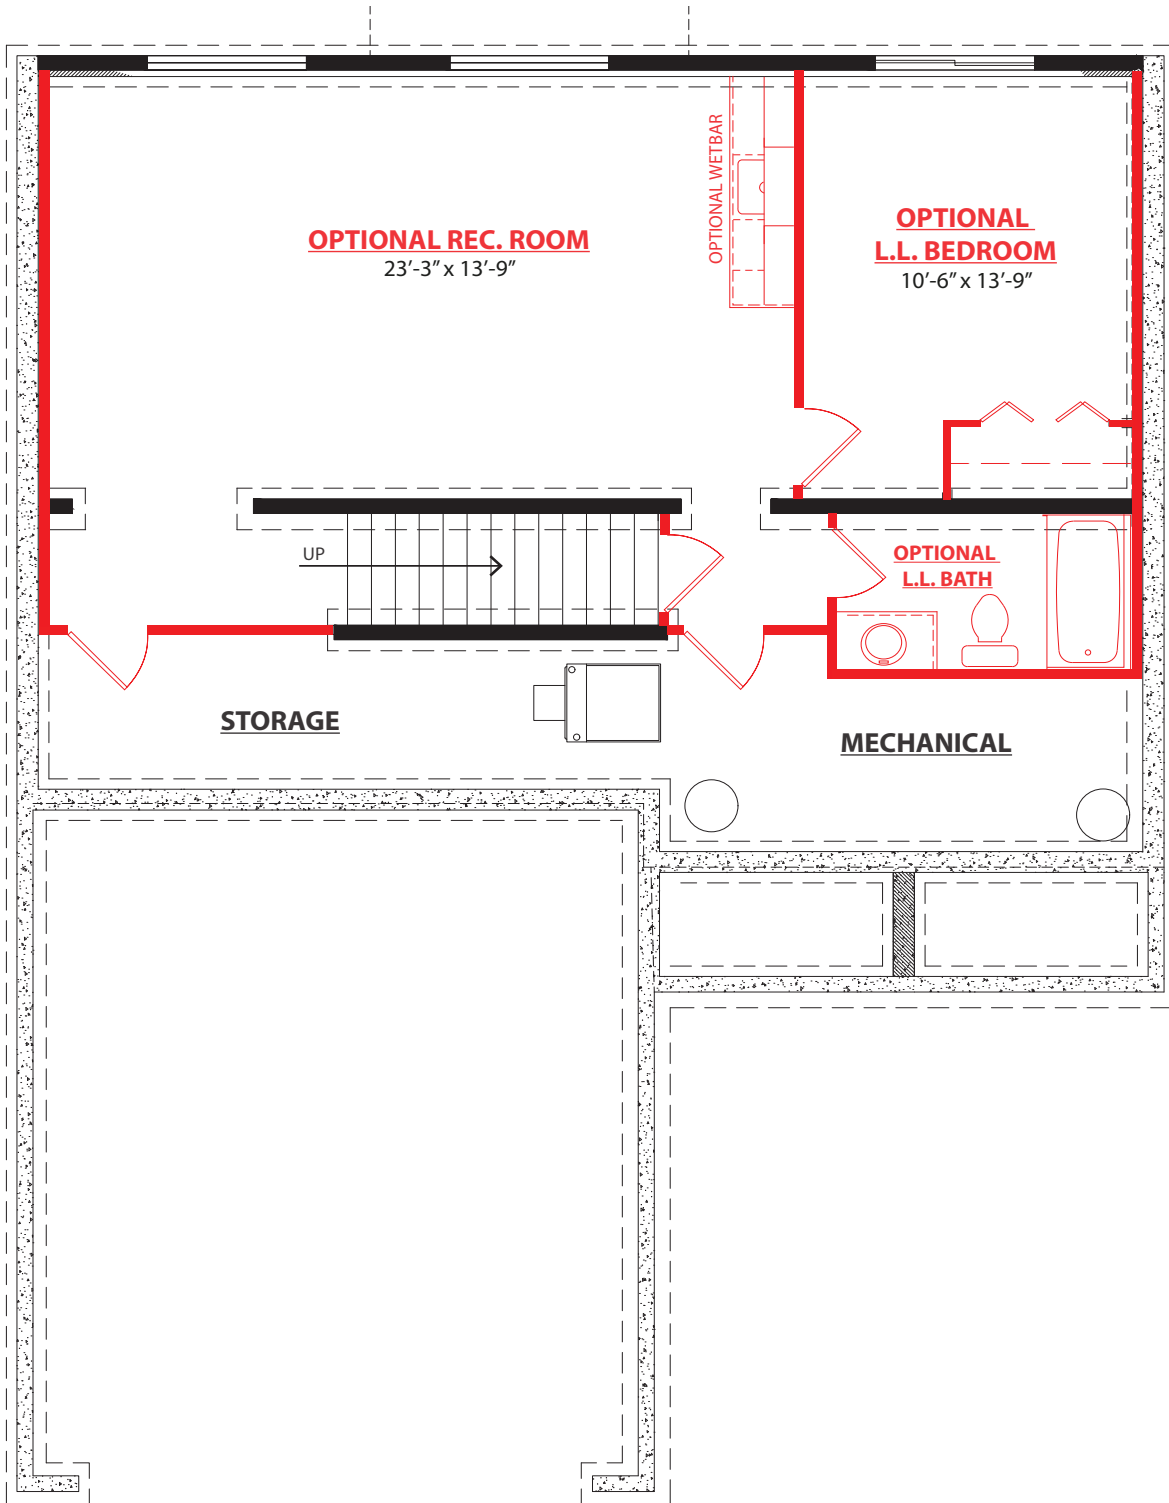 OPTIONAL REC. ROOM
23'-3" x 13'-9"
OPTIONAL WETBAR
OPTIONAL
L.L. BEDROOM
10'-6" x 13'-9"
UP
OPTIONAL
L.L. BATH
STORAGE
MECHANICAL